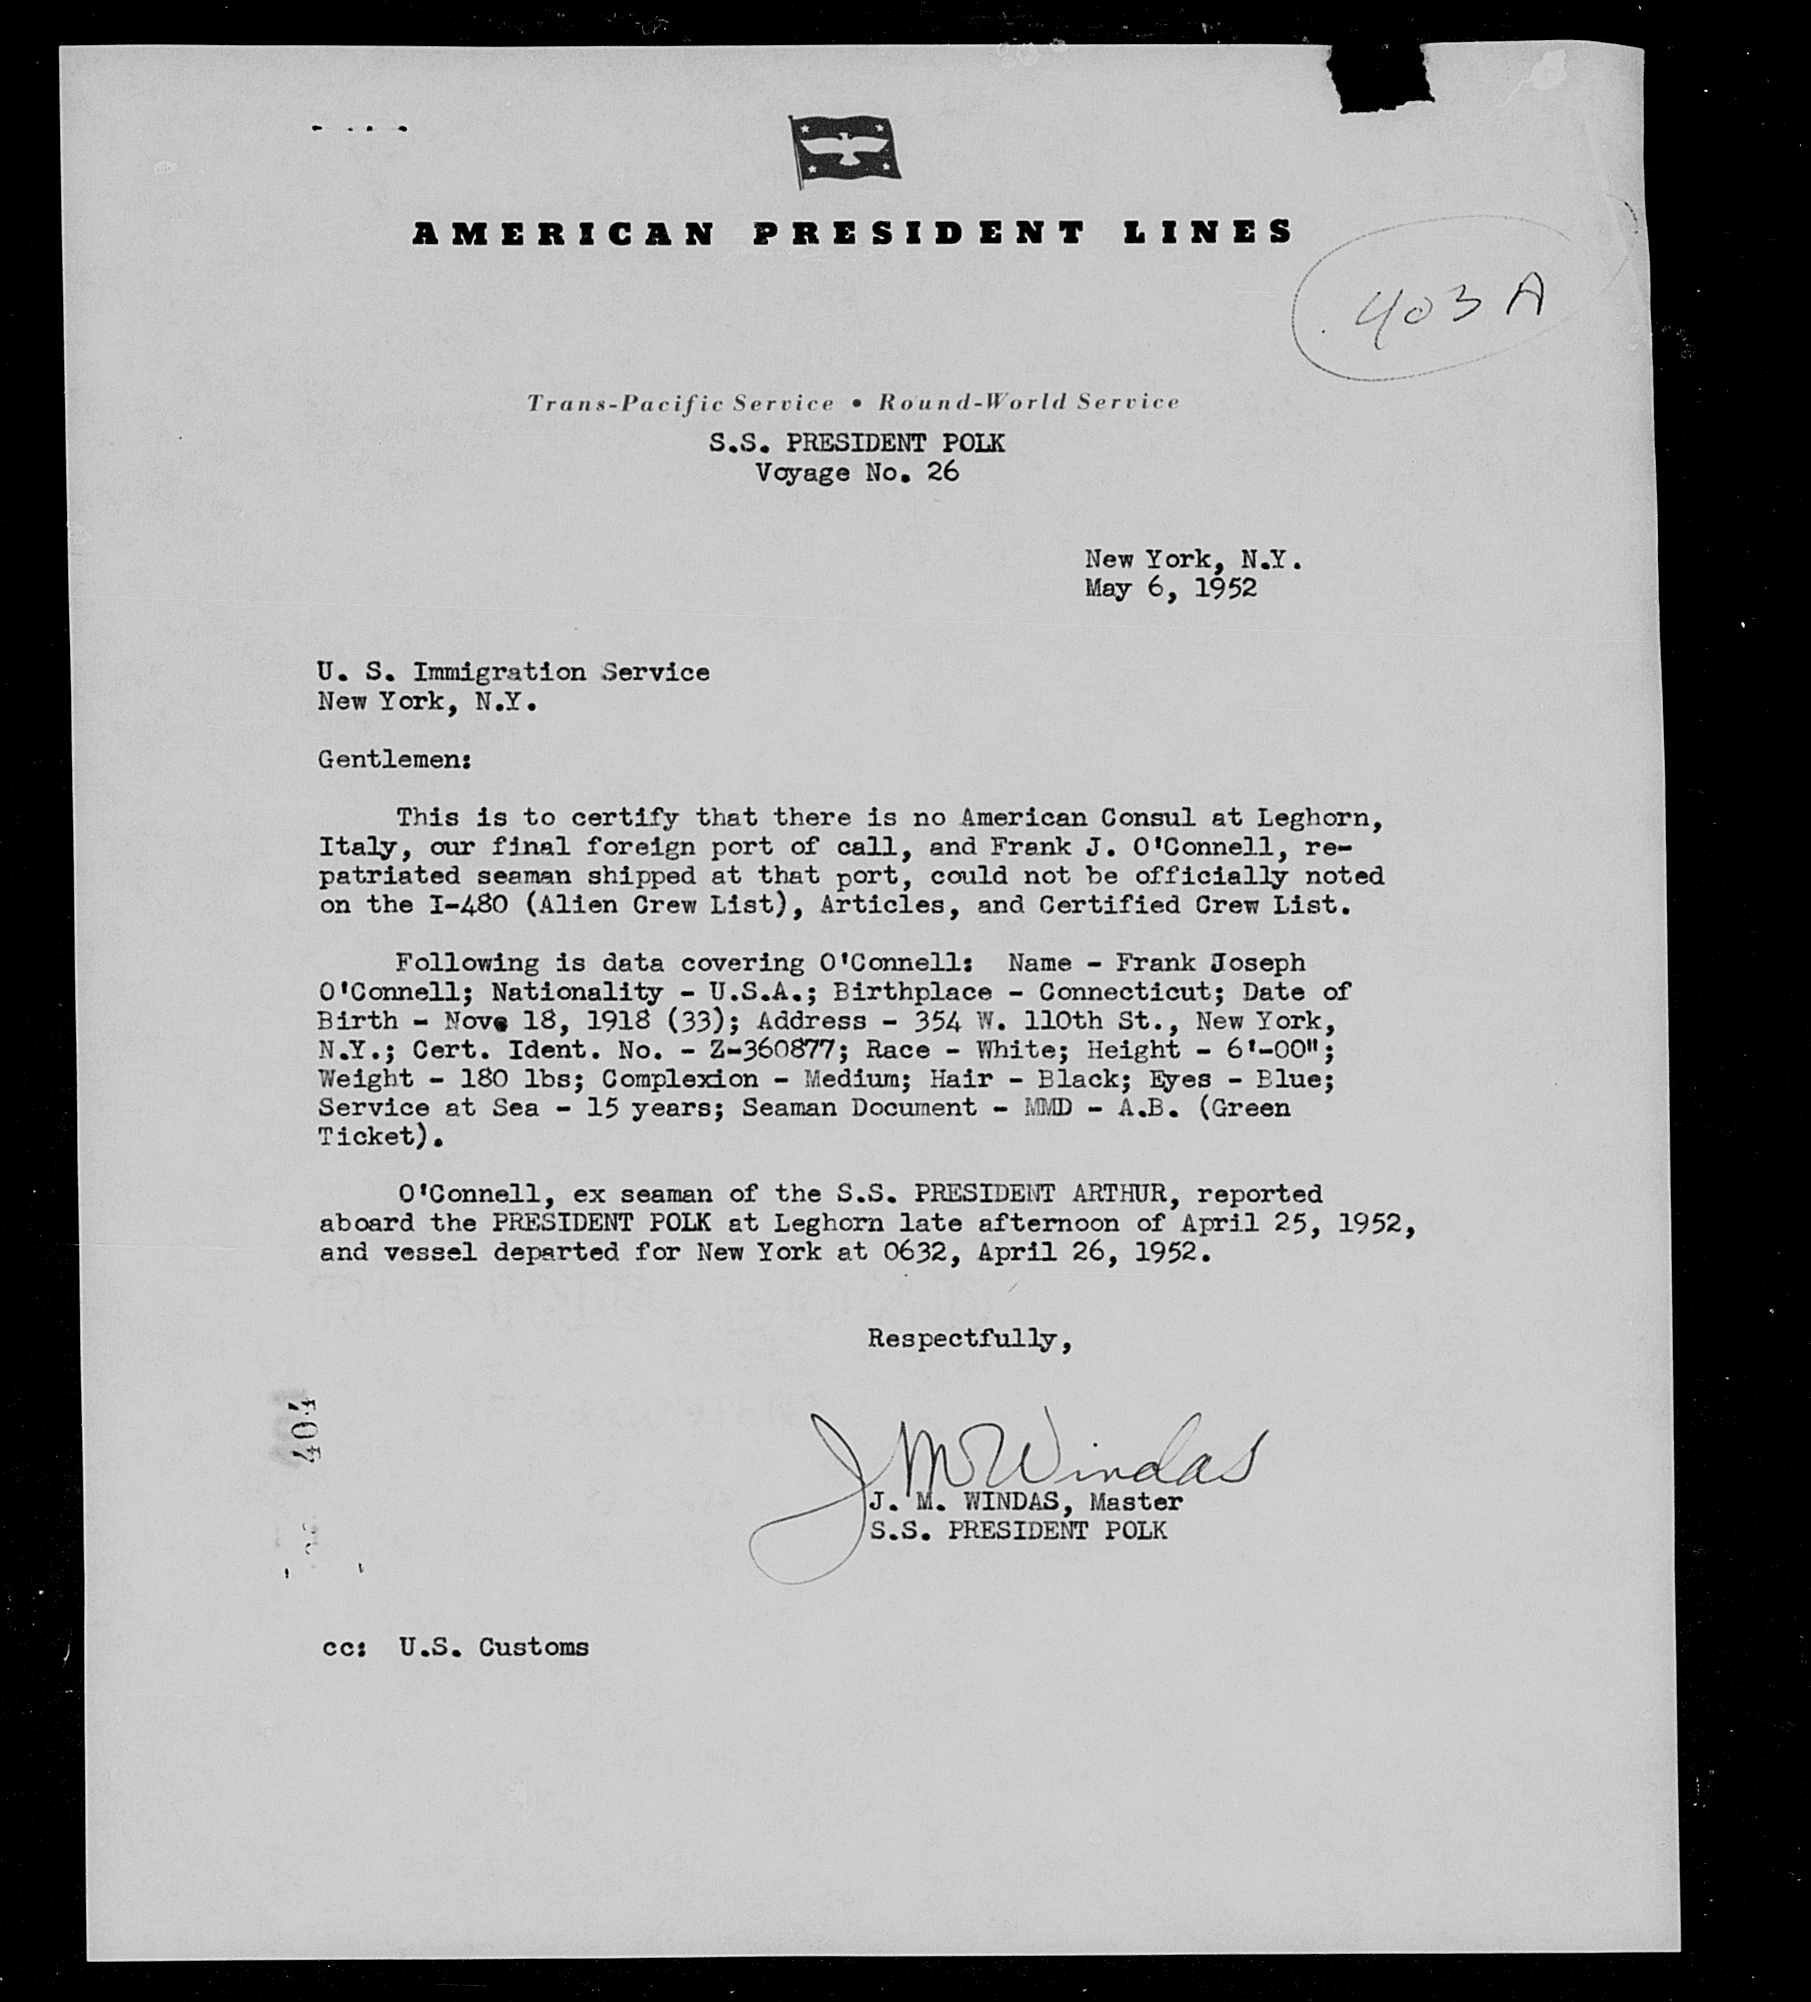 AMERICAN PRESIDENT LINES
403 A
Trans-Pacific Service • Round-World Service
S.S. PRESIDENT POLK
Voyage No. 26
New York, N.Y.
May 6, 1952
U. S. Immigration Service
New York, N.Y.
Gentlemen:
This is to certify that there is no American Consul at Leghorn,
Italy, our final foreign port of call, and Frank J. O'Connell, re-
patriated seaman shipped at that port, could not be officially noted
on the I-480 (Alien Crew List), Articles, and Certified Crew List.
Following is data covering O'Connell: Name - Frank Joseph
O'Connell; Nationality - U.S.A.; Birthplace - Connecticut; Date of
Birth - Nov. 18, 1918 (33); Address - 354 W. 110th St., New York,
N.Y.; Cert. Ident. No. - Z-360877; Race - White; Height - 6'-00";
Weight - 180 lbs; Complexion - Medium; Hair - Black; Eyes - Blue;
Service at Sea - 15 years; Seaman Document - MMD - A.B. (Green
Ticket).
O'Connell, ex seaman of the S.S. PRESIDENT ARTHUR, reported
aboard the PRESIDENT POLK at Leghorn late afternoon of April 25, 1952,
and vessel departed for New York at 0632, April 26, 1952.
Respectfully,
J M Windas
J. M. WINDAS, Master
S.S. PRESIDENT POLK
cc: U.S. Customs